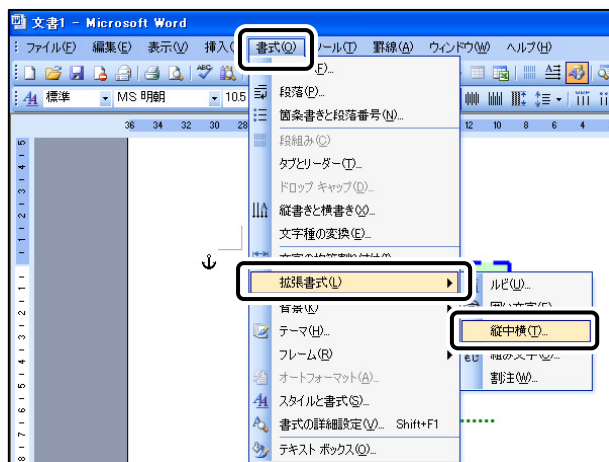 文書1 - Microsoft Word
ファイル(F) 編集(E) 表示(V) 挿入( 書式(O) ツール(T) 罫線(A) ウィンドウ(W) ヘルプ(H)
標準 MS 明朝 10.5
36 34 32 30 28 12 10 8 6 4
段落(P)...
箇条書きと段落番号(N)...
段組み(C)
タブとリーダー(T)...
ドロップ キャップ(D)...
縦書きと横書き(X)...
文字種の変換(E)...
拡張書式(L)
背景(K)
テーマ(H)...
フレーム(R)
オートフォーマット(A)...
スタイルと書式(S)...
書式の詳細設定(V)... Shift+F1
テキスト ボックス(O)...
ルビ(U)...
縦中横(T)...
割注(W)...